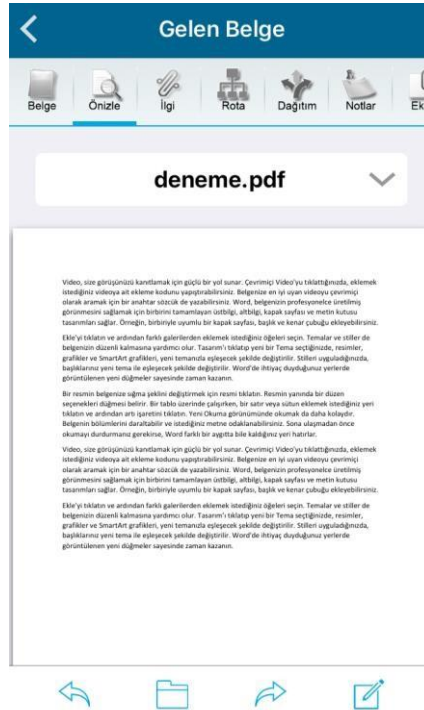 Gelen Belge
Belge Önizle İlgi Rota Dağıtım Notlar Ek
deneme.pdf
Video, size görüşünüzü kanıtlamak için güçlü bir yol sunar. Çevrimiçi Video'yu tıklattığınızda, eklemek
istediğiniz videoya ait ekleme kodunu yapıştırabilirsiniz. Belgenize en iyi uyan videoyu çevrimiçi
olarak aramak için bir anahtar sözcük de yazabilirsiniz. Word, belgenizin profesyonelce üretilmiş
görünmesini sağlamak için birbirini tamamlayan üstbilgi, altbilgi, kapak sayfası ve metin kutusu
tasarımları sağlar. Örneğin, birbiriyle uyumlu bir kapak sayfası, başlık ve kenar çubuğu ekleyebilirsiniz.
Ekle'yi tıklatın ve ardından farklı galerilerden eklemek istediğiniz öğeleri seçin. Temalar ve stiller de
belgenizin düzenli kalmasına yardımcı olur. Tasarım'ı tıklatıp yeni bir Tema seçtiğinizde, resimler,
grafikler ve SmartArt grafikleri, yeni temanızla eşleşecek şekilde değiştirilir. Stilleri uyguladığınızda,
başlıklarınız yeni tema ile eşleşecek şekilde değiştirilir. Word'de ihtiyaç duyduğunuz yerlerde
görüntülenen yeni düğmeler sayesinde zaman kazanın.
Bir resmin belgenize sığma şeklini değiştirmek için resmi tıklatın. Resmin yanında bir düzen
seçenekleri düğmesi belirir. Bir tablo üzerinde çalışırken, bir satır veya sütun eklemek istediğiniz yeri
tıklatın ve ardından artı işaretini tıklatın. Yeni Okuma görünümünde okumak da daha kolaydır.
Belgenin bölümlerini daraltabilir ve istediğiniz metne odaklanabilirsiniz. Sona ulaşmadan önce
okumayı durdurmanız gerekirse, Word farklı bir aygıtta bile kaldığınız yeri hatırlar.
Video, size görüşünüzü kanıtlamak için güçlü bir yol sunar. Çevrimiçi Video'yu tıklattığınızda, eklemek
istediğiniz videoya ait ekleme kodunu yapıştırabilirsiniz. Belgenize en iyi uyan videoyu çevrimiçi
olarak aramak için bir anahtar sözcük de yazabilirsiniz. Word, belgenizin profesyonelce üretilmiş
görünmesini sağlamak için birbirini tamamlayan üstbilgi, altbilgi, kapak sayfası ve metin kutusu
tasarımları sağlar. Örneğin, birbiriyle uyumlu bir kapak sayfası, başlık ve kenar çubuğu ekleyebilirsiniz.
Ekle'yi tıklatın ve ardından farklı galerilerden eklemek istediğiniz öğeleri seçin. Temalar ve stiller de
belgenizin düzenli kalmasına yardımcı olur. Tasarım'ı tıklatıp yeni bir Tema seçtiğinizde, resimler,
grafikler ve SmartArt grafikleri, yeni temanızla eşleşecek şekilde değiştirilir. Stilleri uyguladığınızda,
başlıklarınız yeni tema ile eşleşecek şekilde değiştirilir. Word'de ihtiyaç duyduğunuz yerlerde
görüntülenen yeni düğmeler sayesinde zaman kazanın.